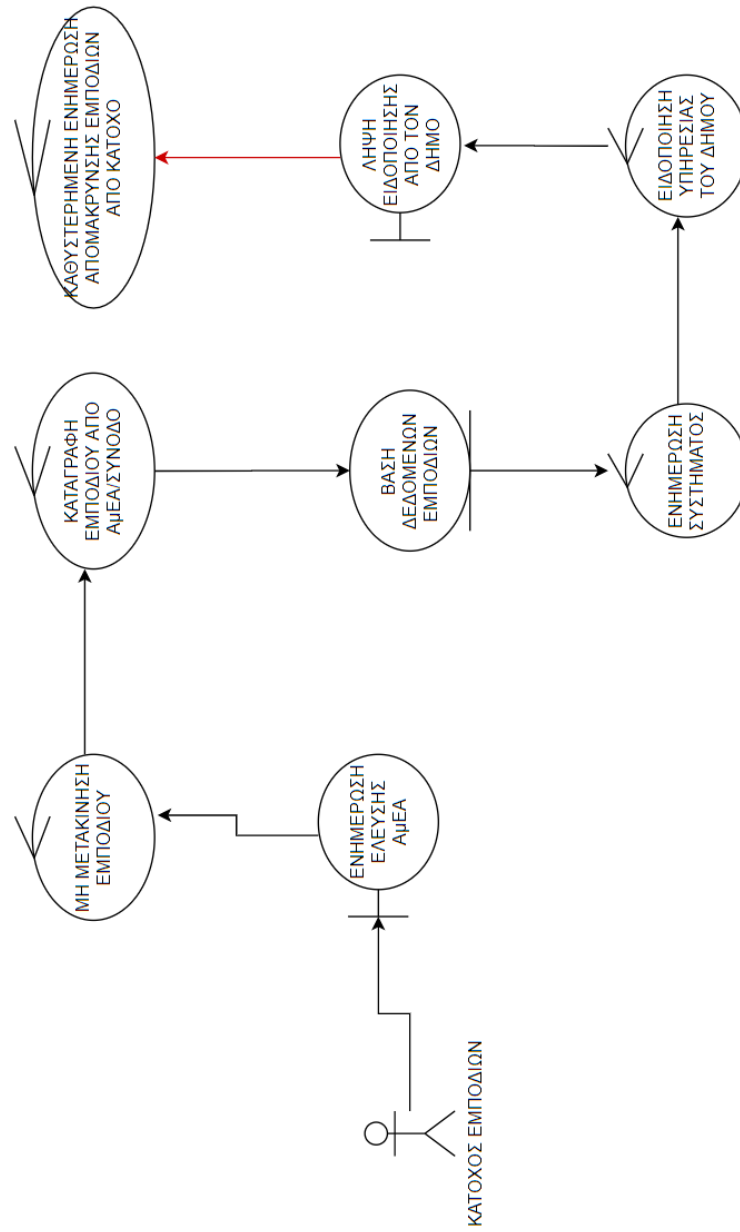 ΚΑΤΟΧΟΣ ΕΜΠΟΔΙΩΝ
ΕΝΗΜΕΡΩΣΗ
ΕΛΕΥΣΗΣ
ΑμΕΑ
ΜΗ ΜΕΤΑΚΙΝΗΣΗ
ΕΜΠΟΔΙΟΥ
ΚΑΤΑΓΡΑΦΗ
ΕΜΠΟΔΙΟΥ ΑΠΟ
ΑμΕΑ/ΣΥΝΟΔΟ
ΒΑΣΗ
ΔΕΔΟΜΕΝΩΝ
ΕΜΠΟΔΙΩΝ
ΕΝΗΜΕΡΩΣΗ
ΣΥΣΤΗΜΑΤΟΣ
ΕΙΔΟΠΟΙΗΣΗ
ΥΠΗΡΕΣΙΑΣ
ΤΟΥ ΔΗΜΟΥ
ΛΗΨΗ
ΕΙΔΟΠΟΙΗΣΗΣ
ΑΠΟ ΤΟΝ
ΔΗΜΟ
ΚΑΘΥΣΤΕΡΗΜΕΝΗ ΕΝΗΜΕΡΩΣΗ
ΑΠΟΜΑΚΡΥΝΣΗΣ ΕΜΠΟΔΙΩΝ
ΑΠΟ ΚΑΤΟΧΟ